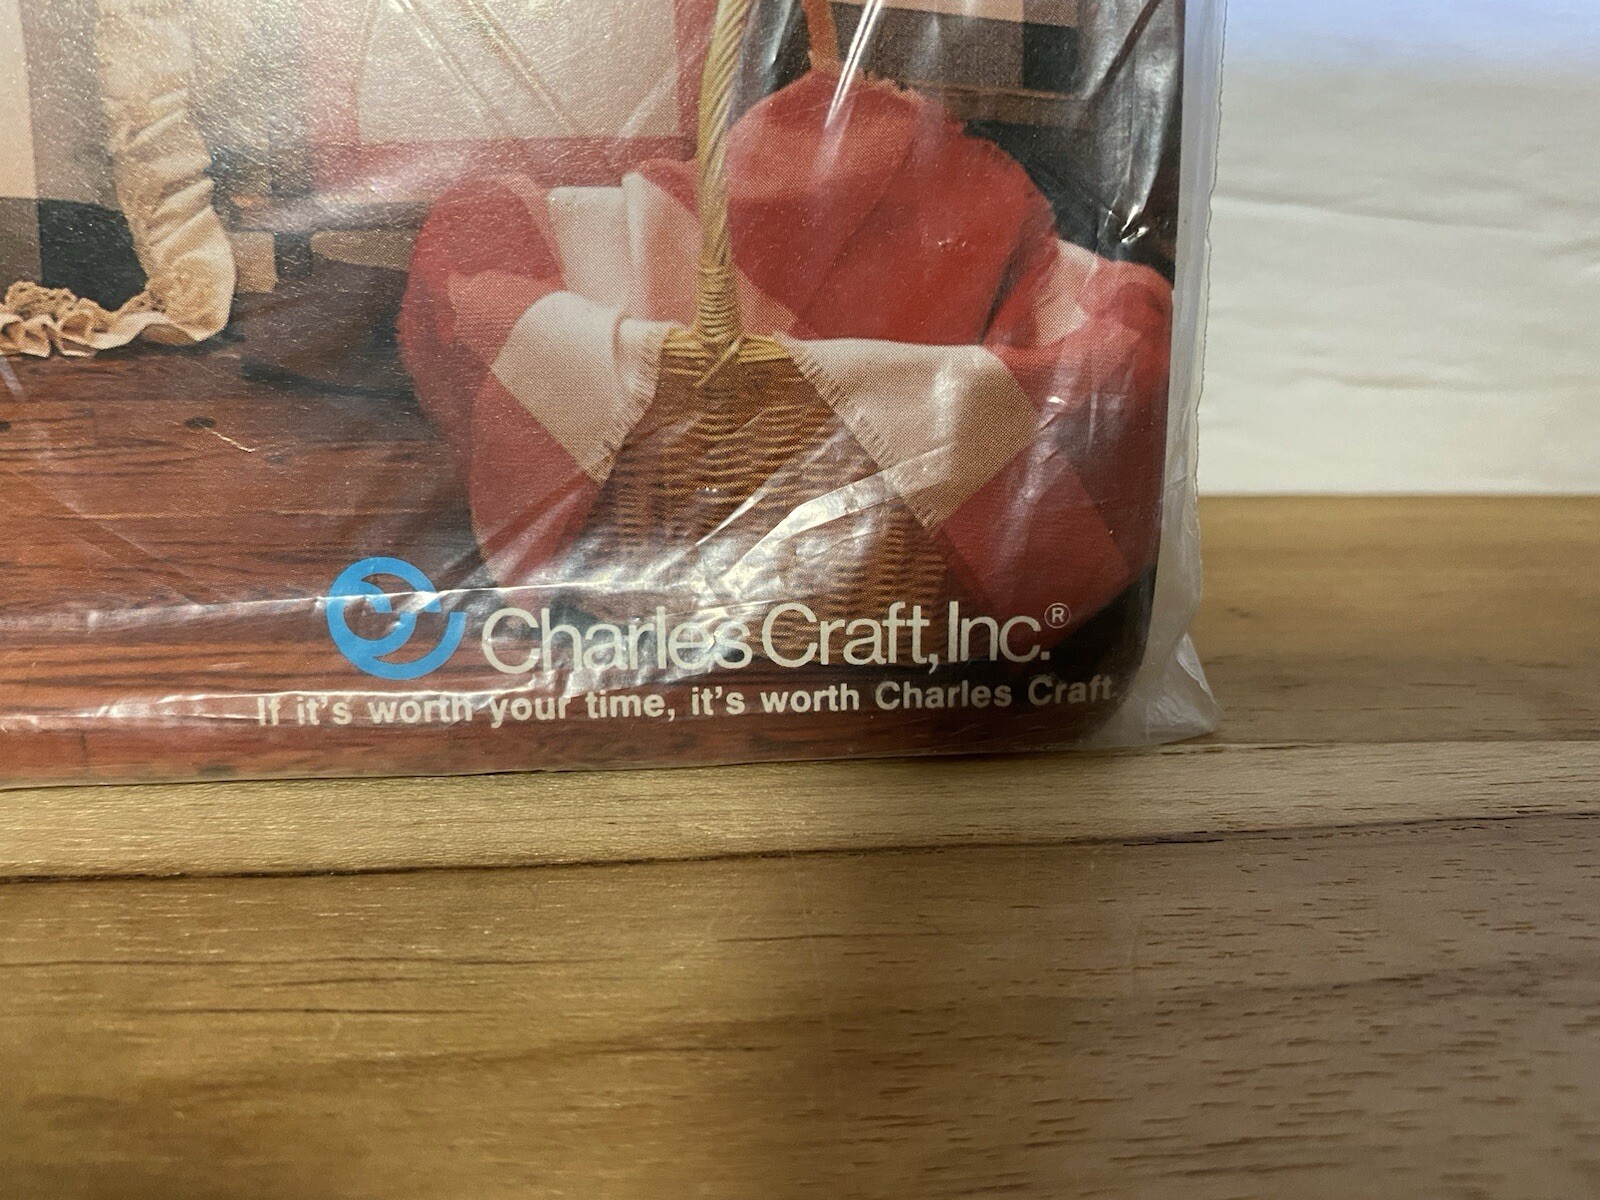 Charles Craft, Inc.®
If it's worth your time, it's worth Charles Craft.